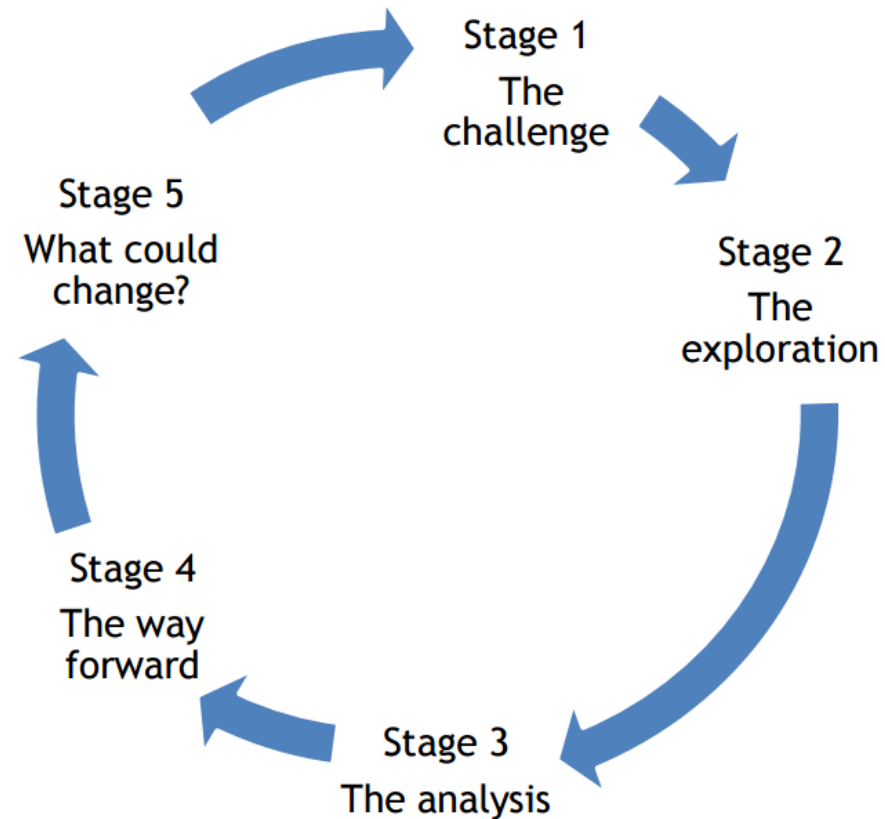 Stage 1
The
challenge
Stage 2
The
exploration
Stage 3
The analysis
Stage 4
The way
forward
Stage 5
What could
change?